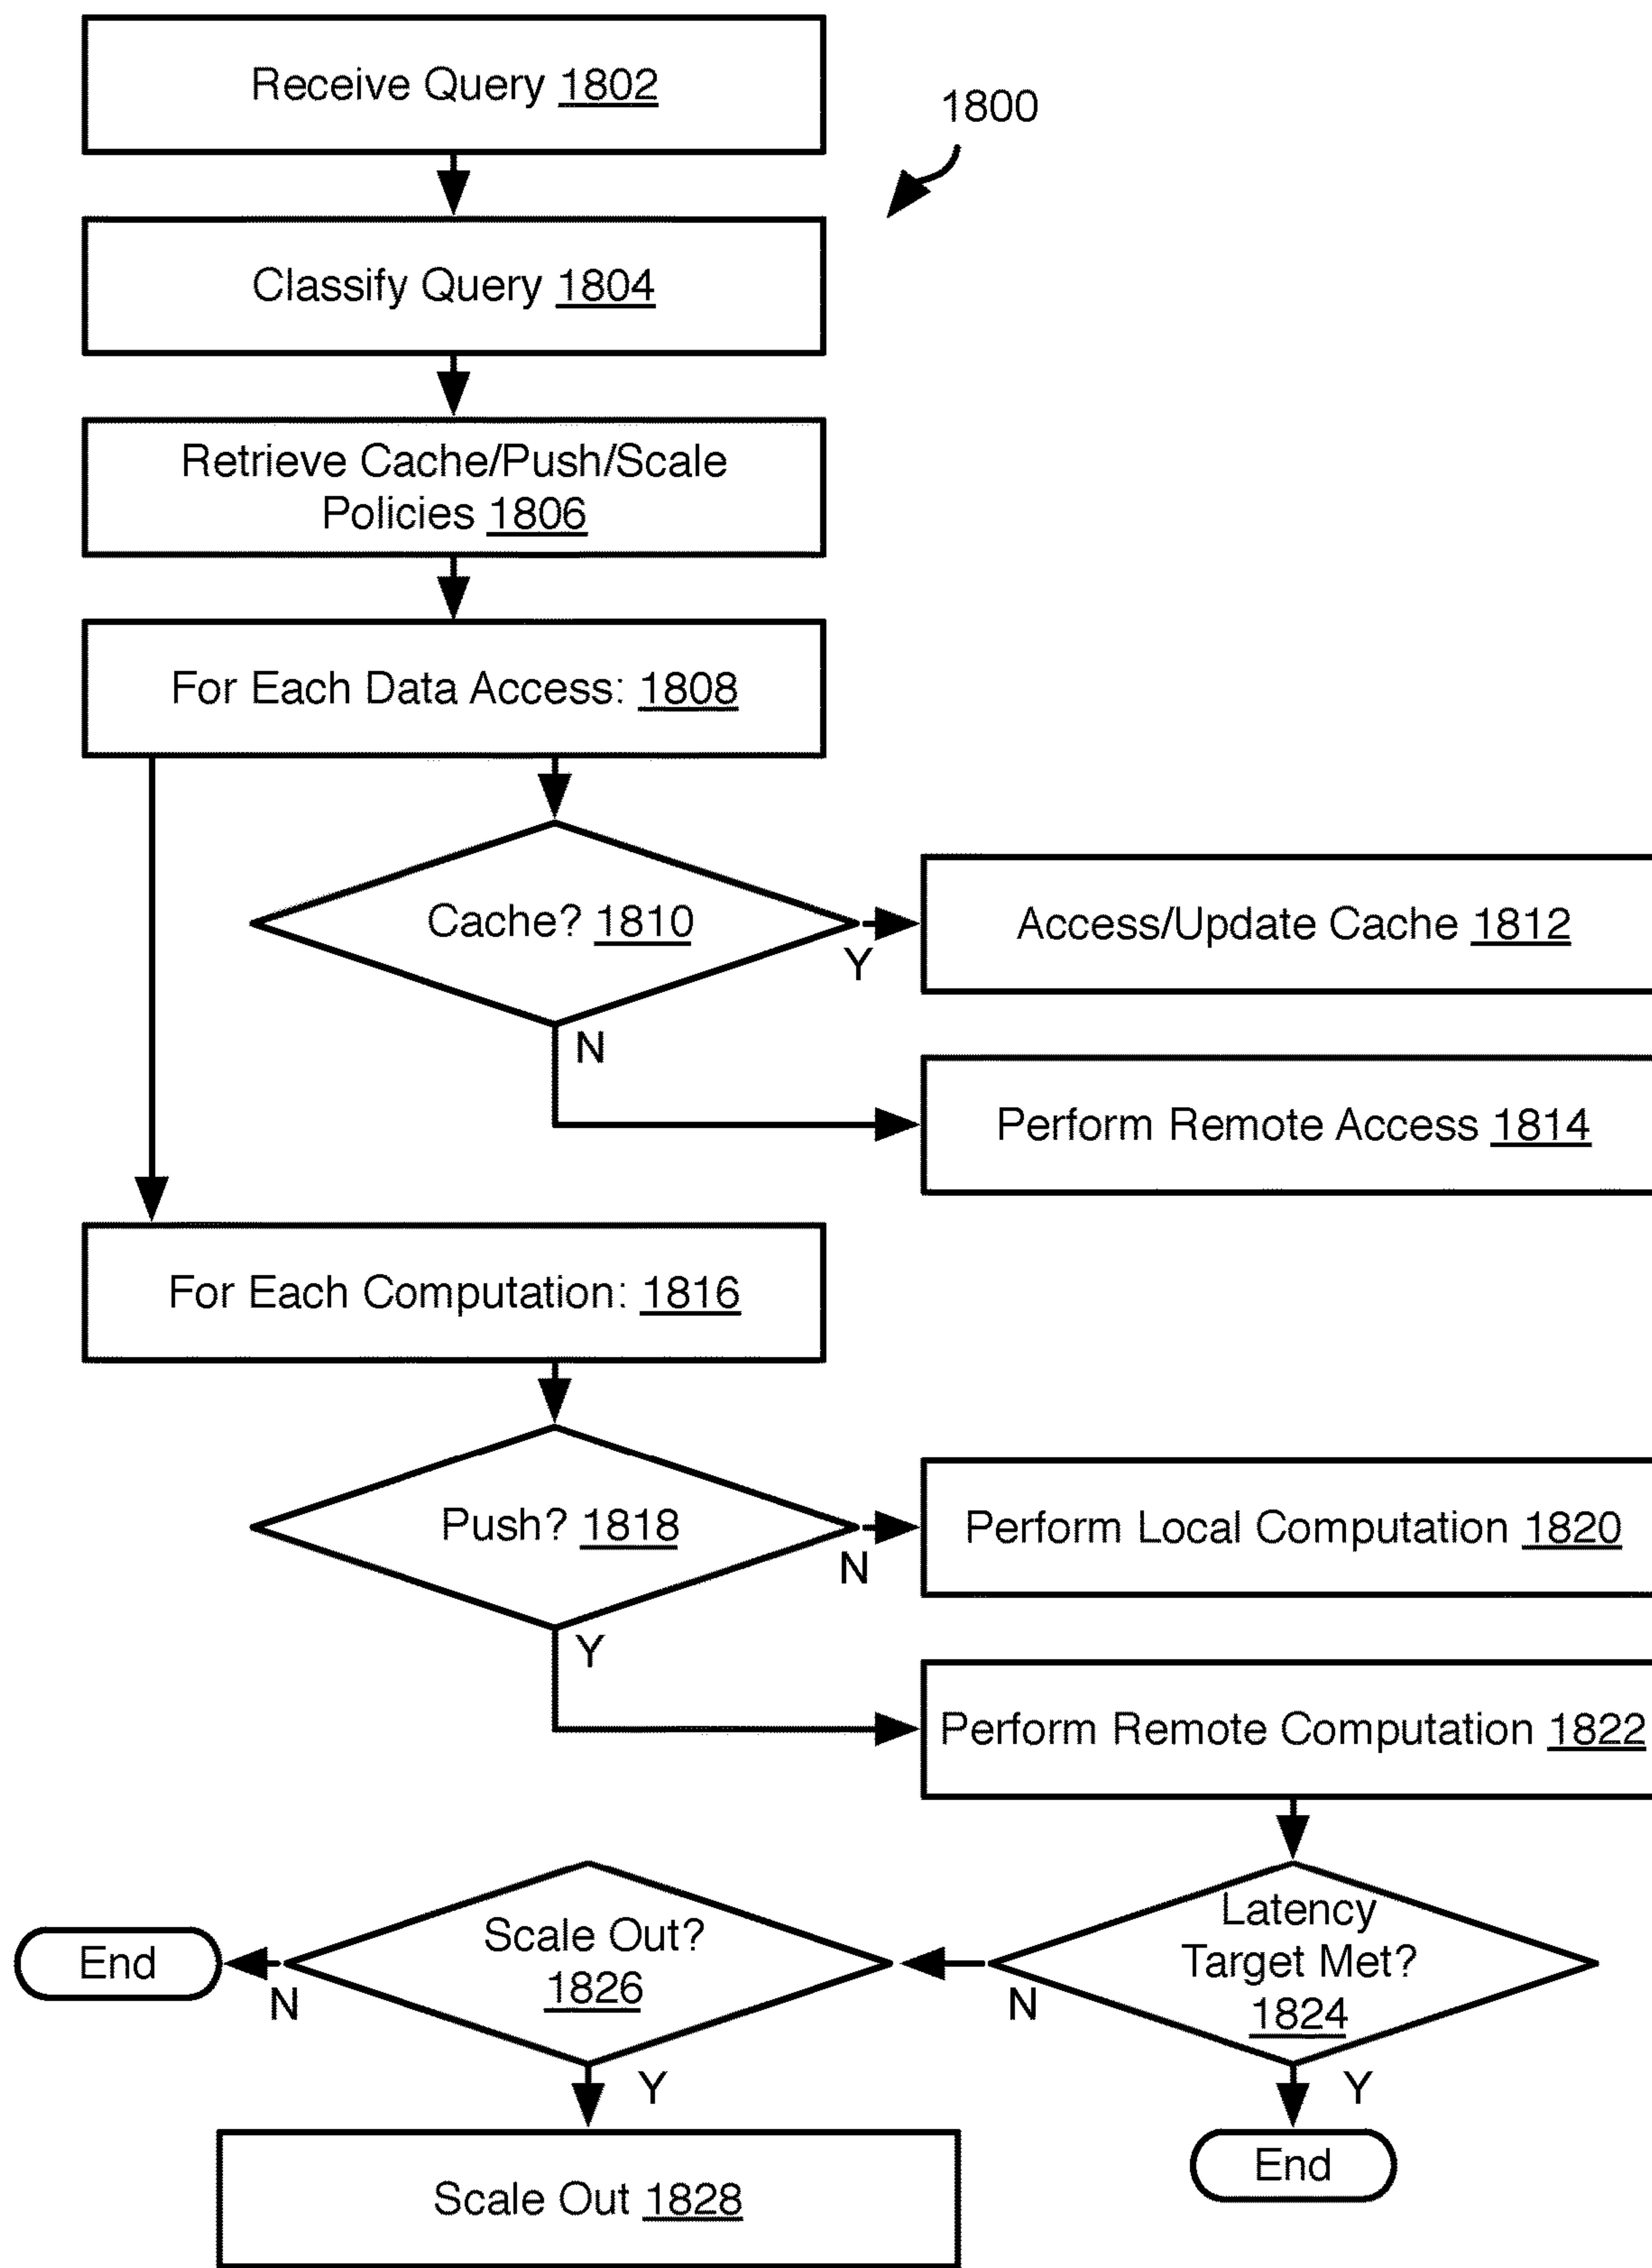 Receive Query 1802
1800
Classify Query 1804
Retrieve Cache/Push/Scale
Policies 1806
For Each Data Access: 1808
Cache? 1810
Y
Access/Update Cache 1812
N
Perform Remote Access 1814
For Each Computation: 1816
Push? 1818
N
Perform Local Computation 1820
Y
Perform Remote Computation 1822
Latency
Target Met?
1824
N
Y
End
Scale Out?
1826
N
End
Y
Scale Out 1828